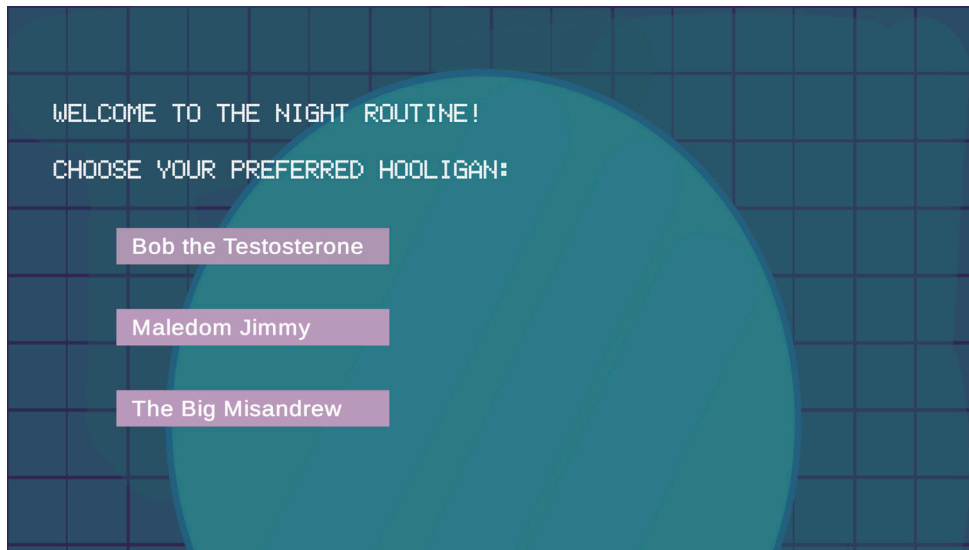 WELCOME TO THE NIGHT ROUTINE!
CHOOSE YOUR PREFERRED HOOLIGAN:
Bob the Testosterone
Maledom Jimmy
The Big Misandrew